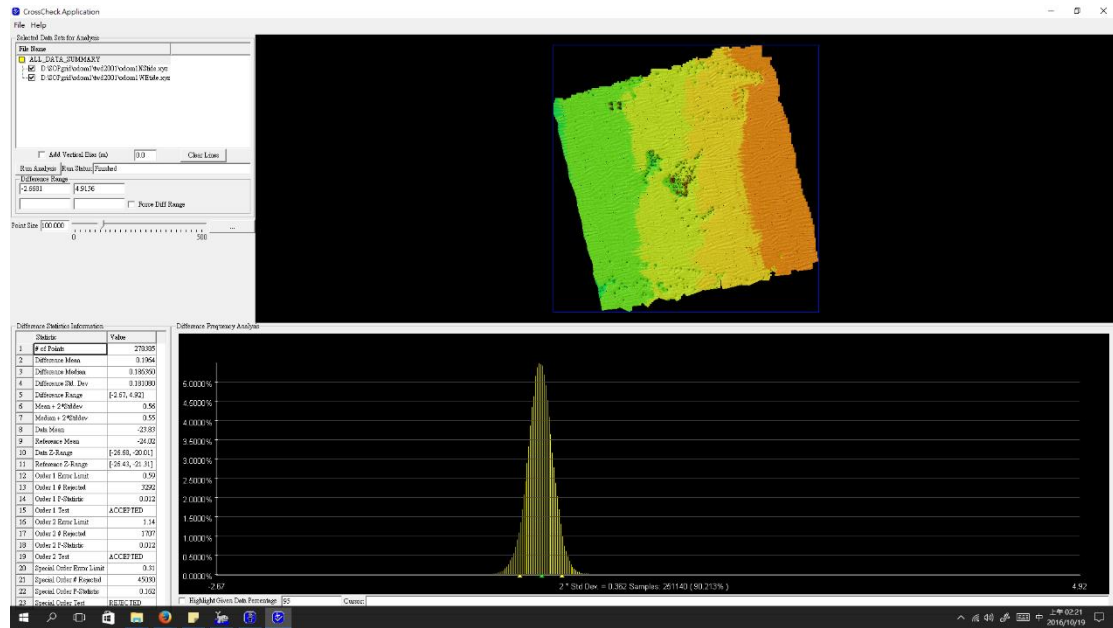 CrossCheck Application
File Help
Selected Data Sets for Analysis
File Name
ALL_DATA_SUMMARY
Add Vertical Bias (m) 0.0 Clear Lines
Run Analysis Run Status: Finished
Difference Range
-2.6681 4.9156
Force Diff Range
Point Size 100.000 ...
0 500
Difference Statistics Information
Statistic Value
1 # of Points 278385
2 Difference Mean 0.1964
3 Difference Median 0.186360
4 Difference Std. Dev 0.181080
5 Difference Range [-2.67, 4.92]
6 Mean + 2*Stddev 0.56
7 Median + 2*Stddev 0.55
8 Data Mean -23.83
9 Reference Mean -24.02
10 Data Z-Range [-26.60, -20.01]
11 Reference Z-Range [-26.43, -21.31]
12 Order 1 Error Limit 0.59
13 Order 1 # Rejected 3292
14 Order 1 P-Statistic 0.012
15 Order 1 Test ACCEPTED
16 Order 2 Error Limit 1.14
17 Order 2 # Rejected 1707
18 Order 2 P-Statistic 0.012
19 Order 2 Test ACCEPTED
20 Special Order Error Limit 0.31
21 Special Order # Rejected 45030
22 Special Order P-Statistic 0.162
23 Special Order Test REJECTED
Difference Frequency Analysis
5.0000%
4.5000%
4.0000%
3.5000%
3.0000%
2.5000%
2.0000%
1.5000%
1.0000%
0.5000%
0.0000%
-2.67 2 * Std Dev. = 0.362 Samples: 251140 (90.213% ) 4.92
Highlight Given Data Percentage 95 Cursor:
中 上午 02:21
2016/10/19